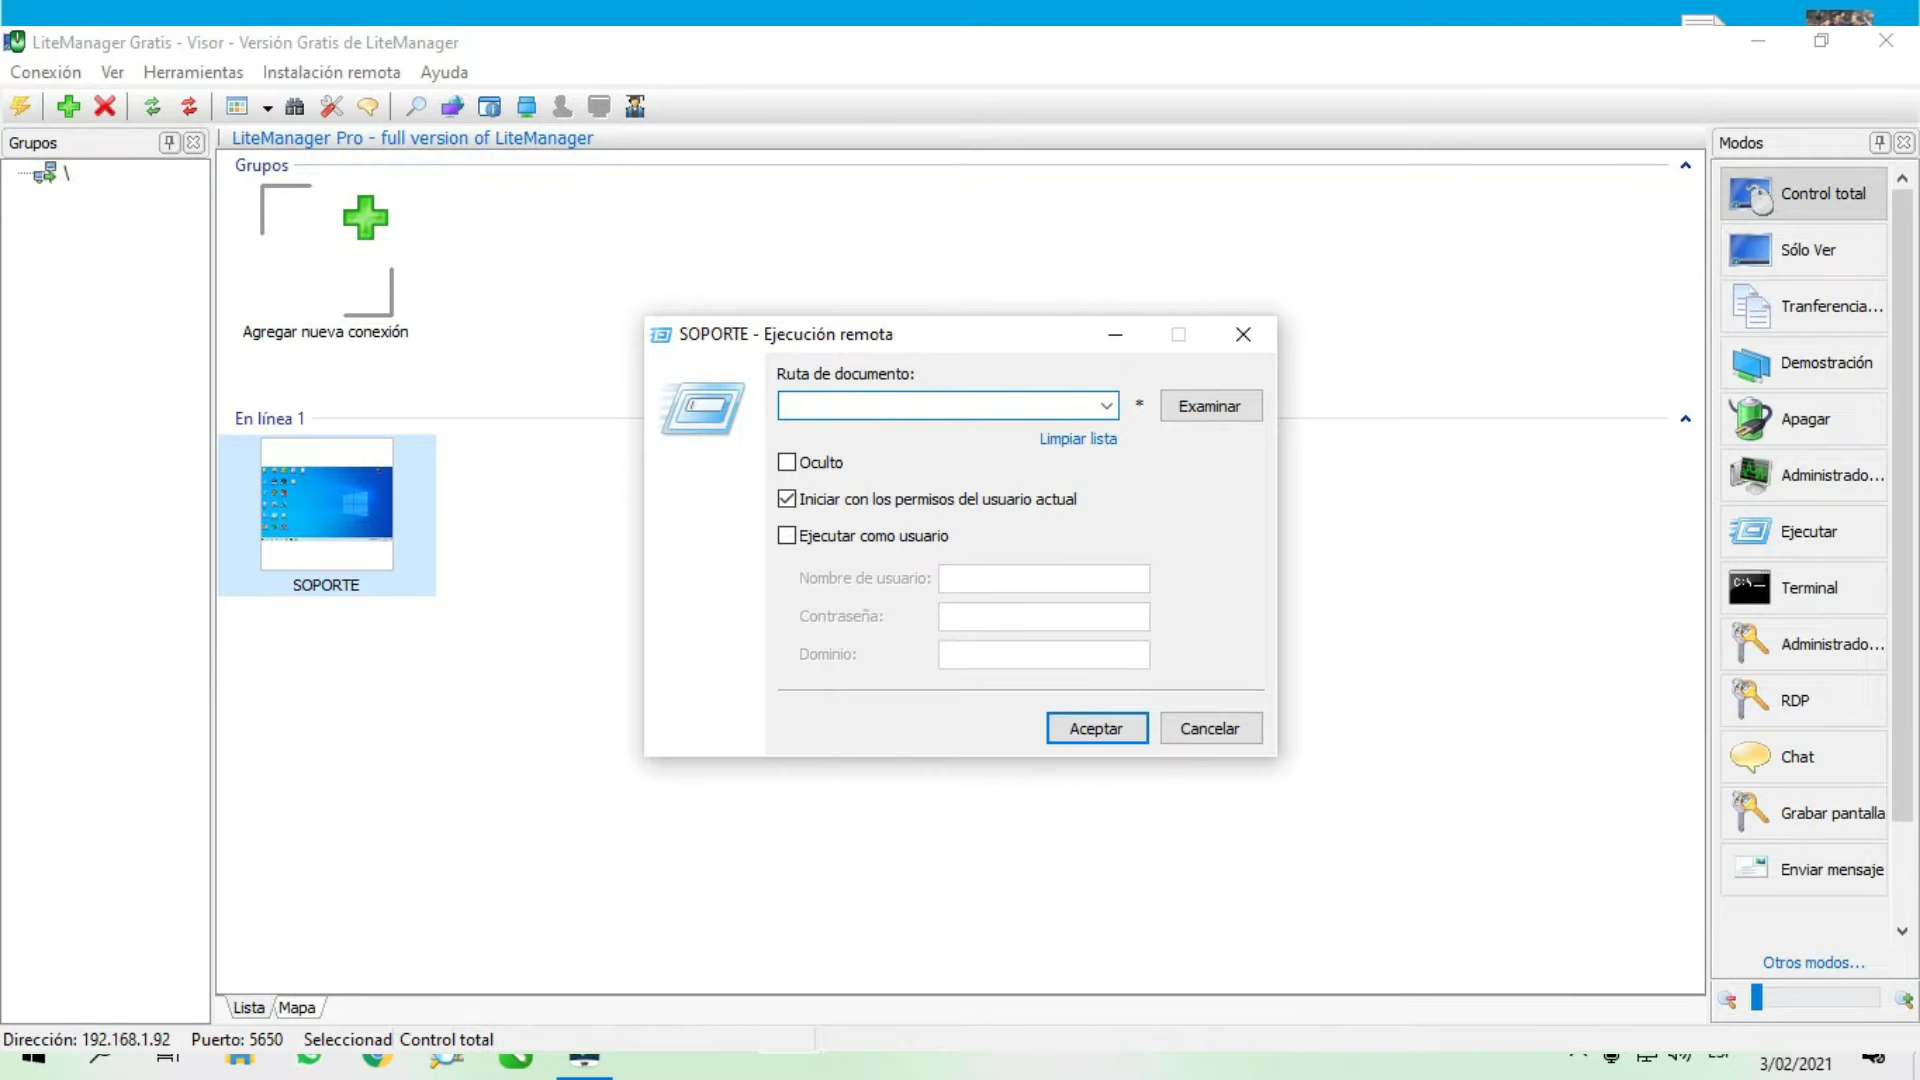 LiteManager Gratis - Visor - Versión Gratis de LiteManager
Conexión Ver Herramientas Instalación remota Ayuda
Grupos
\
LiteManager Pro - full version of LiteManager
Grupos
Agregar nueva conexión
En línea 1
SOPORTE
SOPORTE - Ejecución remota
Ruta de documento:
* Examinar
Limpiar lista
Oculto
Iniciar con los permisos del usuario actual
Ejecutar como usuario
Nombre de usuario:
Contraseña:
Dominio:
Aceptar Cancelar
Modos
Control total
Sólo Ver
Tranferencia...
Demostración
Apagar
Administrado...
Ejecutar
C:\_
Terminal
Administrado...
RDP
Chat
Grabar pantalla
Enviar mensaje
Otros modos...
Lista Mapa
Dirección: 192.168.1.92 Puerto: 5650 Seleccionad Control total
3/02/2021